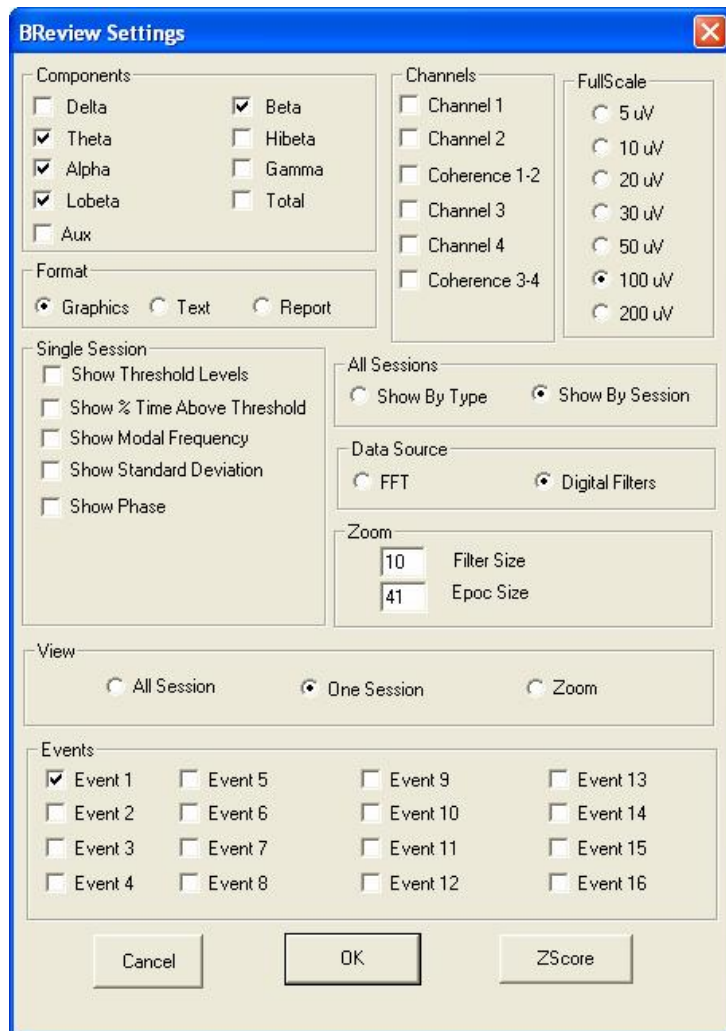 BReview Settings
Components
Delta
Beta
Theta
Hibeta
Alpha
Gamma
Lobeta
Total
Aux
Channels
Channel 1
Channel 2
Coherence 1-2
Channel 3
Channel 4
Coherence 3-4
FullScale
5 uV
10 uV
20 uV
30 uV
50 uV
100 uV
200 uV
Format
Graphics
Text
Report
Single Session
Show Threshold Levels
Show % Time Above Threshold
Show Modal Frequency
Show Standard Deviation
Show Phase
All Sessions
Show By Type
Show By Session
Data Source
FFT
Digital Filters
Zoom
10 Filter Size
41 Epoc Size
View
All Session
One Session
Zoom
Events
Event 1
Event 5
Event 9
Event 13
Event 2
Event 6
Event 10
Event 14
Event 3
Event 7
Event 11
Event 15
Event 4
Event 8
Event 12
Event 16
Cancel
OK
ZScore